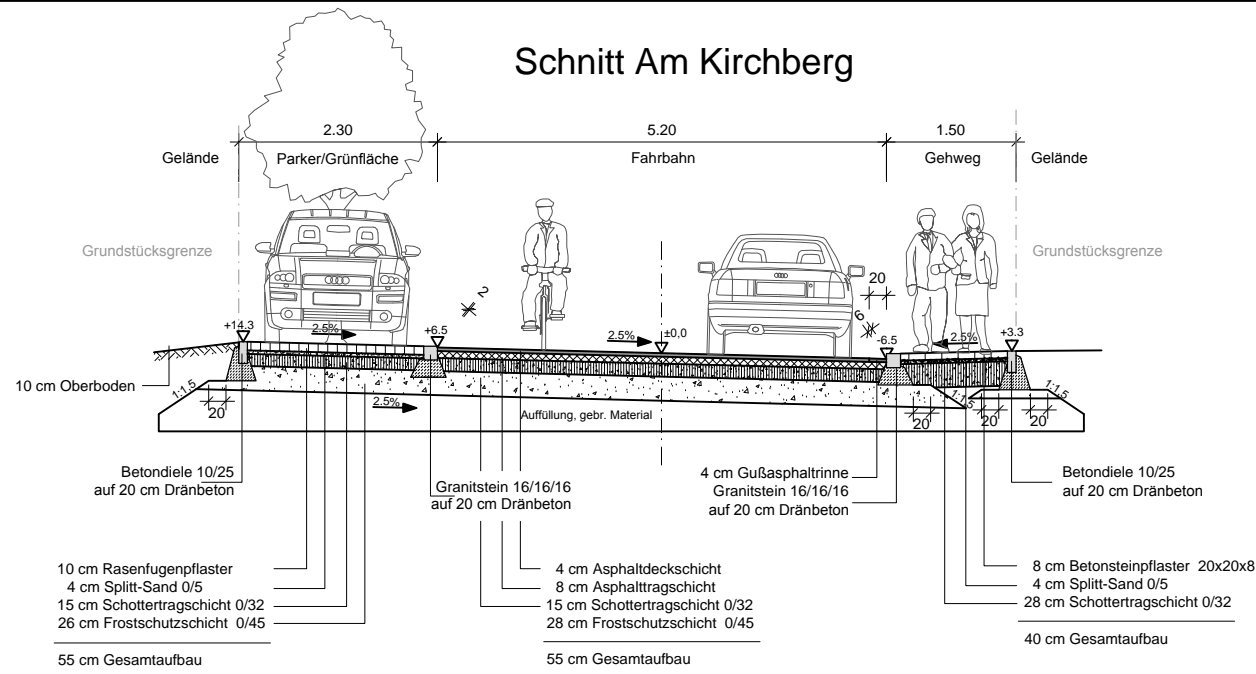 Schnitt Am Kirchberg
2.30
5.20
1.50
Gelände
Parker/Grünfläche
Fahrbahn
Gehweg
Gelände
Grundstücksgrenze
Grundstücksgrenze
20
2
6
+14.3
2.5%
+6.5
2.5%
±0,0
-6.5
2.5%
+3.3
10 cm Oberboden
1:1.5
20
2.5%
Auffüllung, gebr. Material
20
1:1.5
20
20
1:1.5
Betondiele 10/25
auf 20 cm Dränbeton
Granitstein 16/16/16
auf 20 cm Dränbeton
4 cm Gußasphaltrinne
Granitstein 16/16/16
auf 20 cm Dränbeton
Betondiele 10/25
auf 20 cm Dränbeton
10 cm Rasenfugenpflaster
4 cm Splitt-Sand 0/5
15 cm Schottertragschicht 0/32
26 cm Frostschutzschicht 0/45
55 cm Gesamtaufbau
4 cm Asphaltdeckschicht
8 cm Asphalttragschicht
15 cm Schottertragschicht 0/32
28 cm Frostschutzschicht 0/45
55 cm Gesamtaufbau
8 cm Betonsteinpflaster 20x20x8
4 cm Splitt-Sand 0/5
28 cm Schottertragschicht 0/32
40 cm Gesamtaufbau